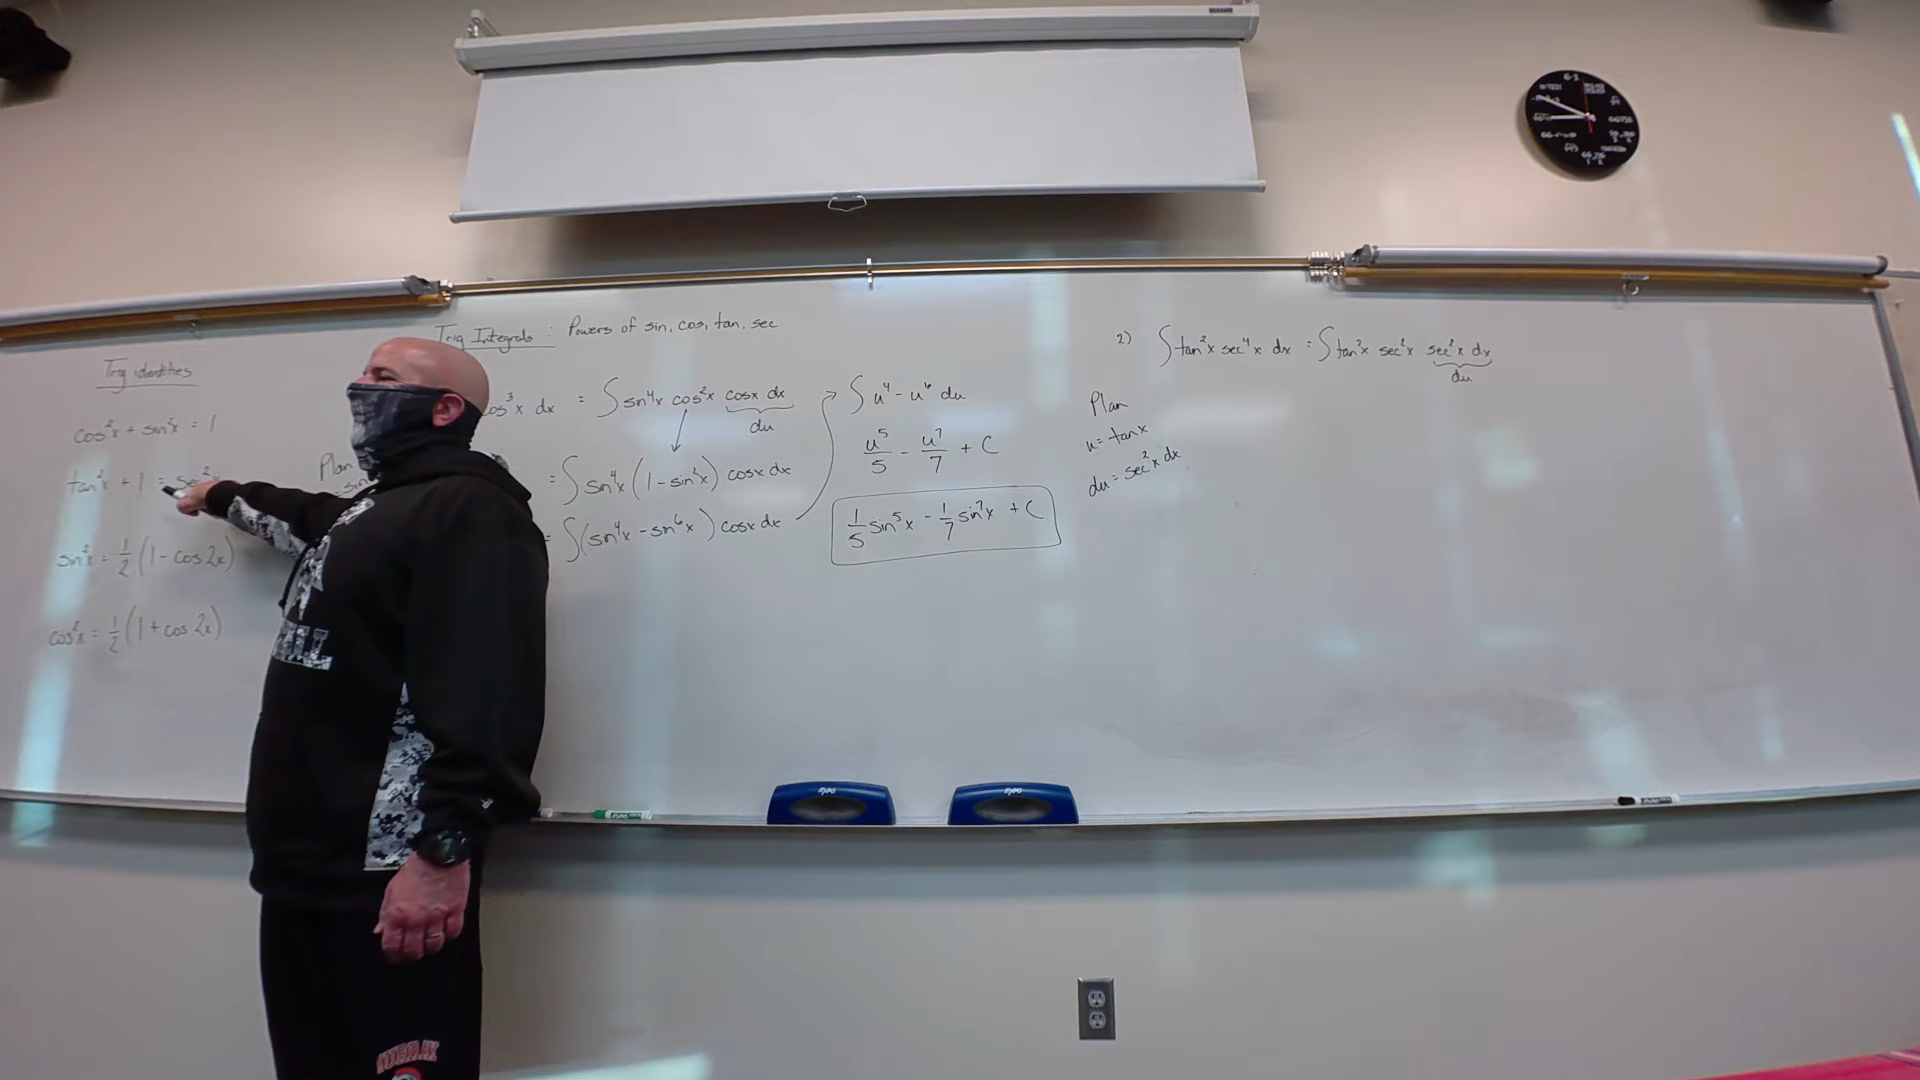 Trig Integrals : Powers of sin, cos, tan, sec
Trig identities
cos²x + sin²x = 1
tan²x + 1 = sec²x
sin²x = 1/2 (1 - cos 2x)
cos²x = 1/2 (1 + cos 2x)
Plan
= sin
cos³x dx = ∫ sin⁴x cos²x cosx dx
du
= ∫ sin⁴x (1 - sin²x) cosx dx
= ∫ (sin⁴x - sin⁶x) cosx dx
∫ u⁴ - u⁶ du
u⁵/5 - u⁷/7 + C
1/5 sin⁵x - 1/7 sin⁷x + C
2) ∫ tan²x sec⁴x dx = ∫ tan²x sec²x sec²x dx
du
Plan
u = tanx
du = sec²x dx
EXPO
EXPO